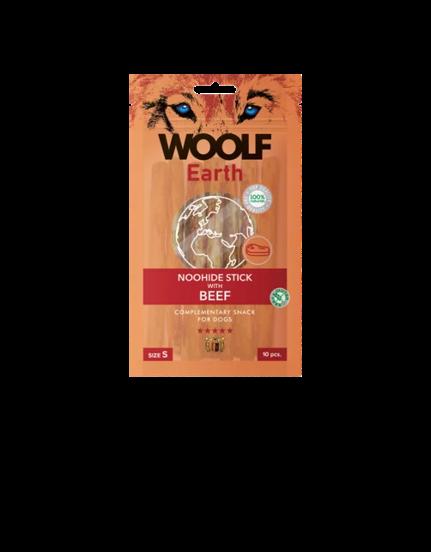 WOOLF
Earth
100%
NOOHIDE STICK
WITH
BEEF
COMPLEMENTARY SNACK
FOR DOGS
SIZE S
10 pcs.